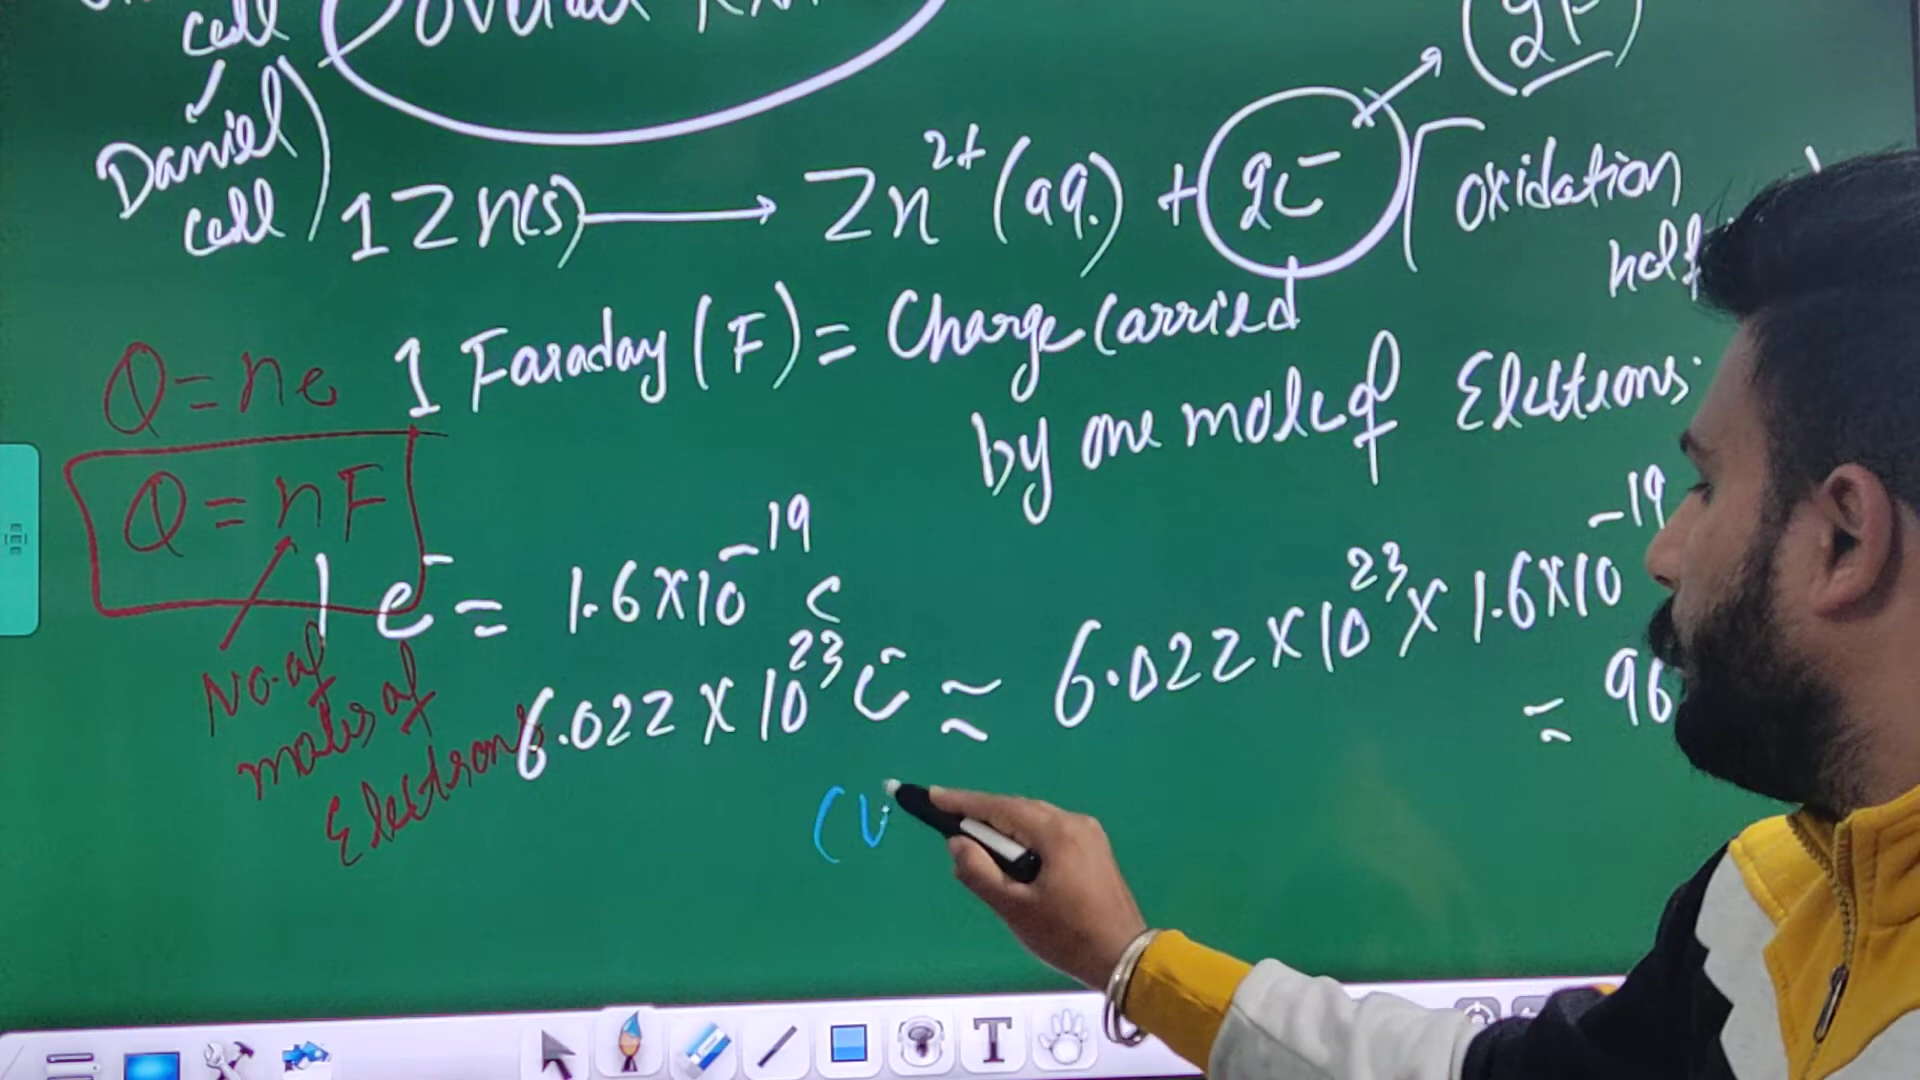 cell
overall
Daniel
cell
1 Zn(s) → Zn²⁺ (aq.) + 2e⁻
(2F)
oxidation
half
1 Faraday (F) = Charge Carried
by one mole of Electrons.
Q = ne
Q = nF
No. of
moles of
Electrons
1 e⁻ = 1.6×10⁻¹⁹ C
6.022 × 10²³ e⁻ = 6.022 × 10²³ × 1.6×10⁻¹⁹
= 96
(
T